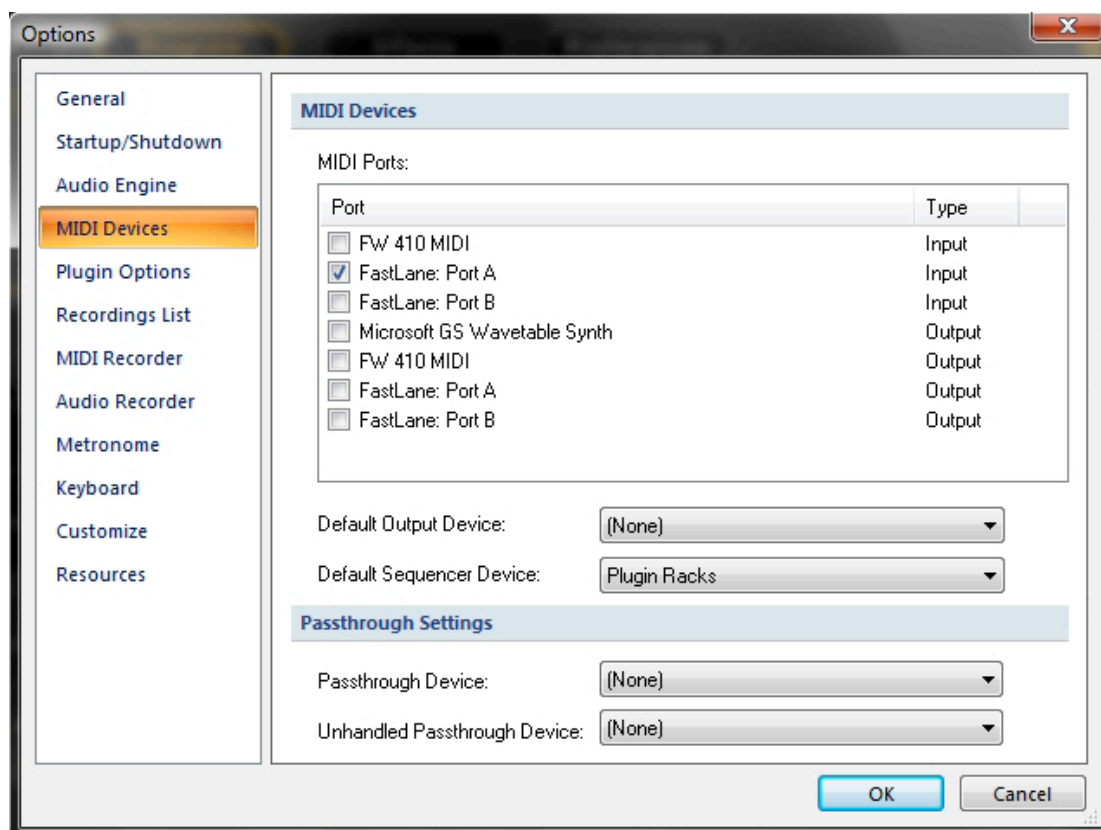 Options
General
Startup/Shutdown
Audio Engine
MIDI Devices
Plugin Options
Recordings List
MIDI Recorder
Audio Recorder
Metronome
Keyboard
Customize
Resources
MIDI Devices
MIDI Ports:
Port Type
FW 410 MIDI Input
FastLane: Port A Input
FastLane: Port B Input
Microsoft GS Wavetable Synth Output
FW 410 MIDI Output
FastLane: Port A Output
FastLane: Port B Output
Default Output Device: (None)
Default Sequencer Device: Plugin Racks
Passthrough Settings
Passthrough Device: (None)
Unhandled Passthrough Device: (None)
OK Cancel